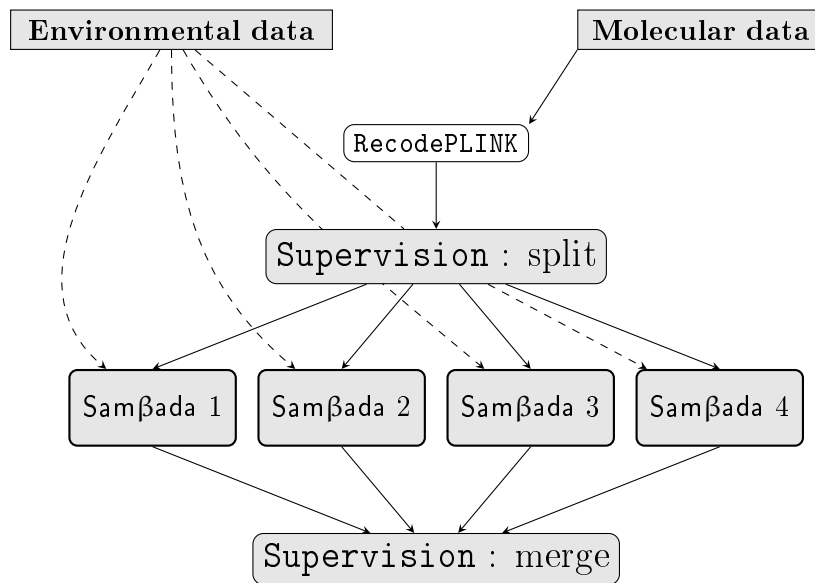 Environmental data
Molecular data
RecodePLINK
Supervision : split
Samβada 1
Samβada 2
Samβada 3
Samβada 4
Supervision : merge